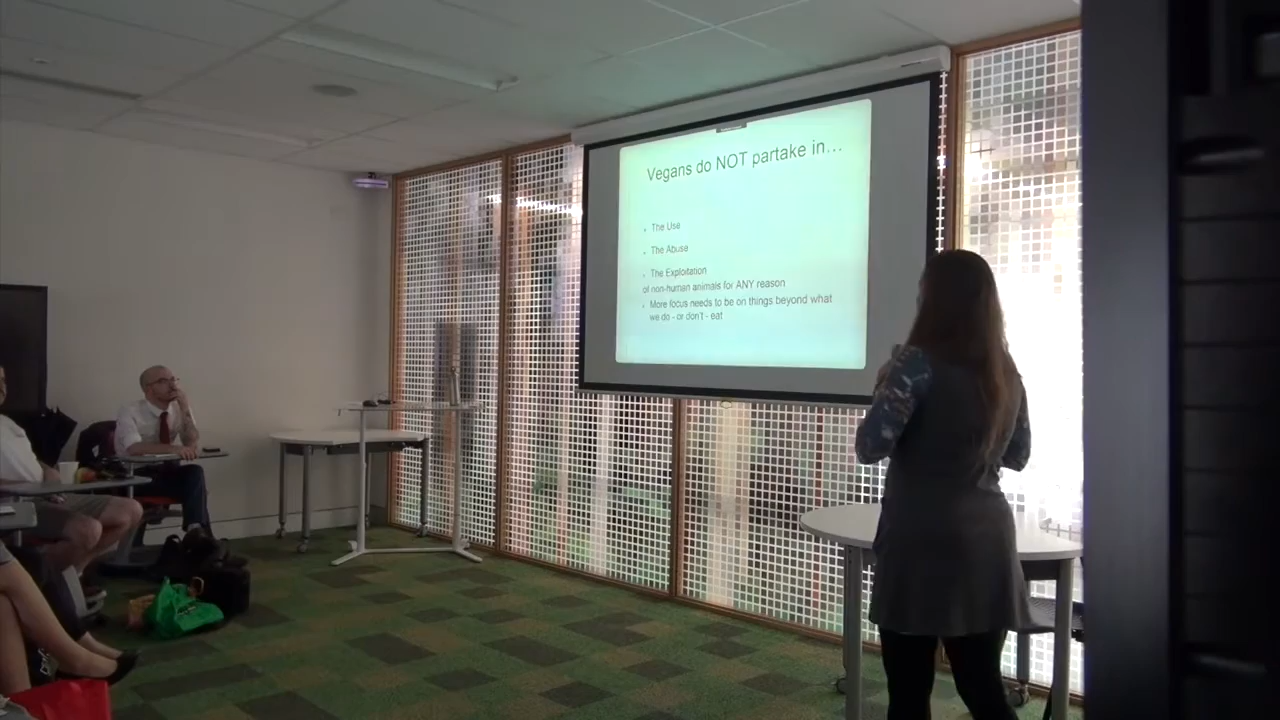 Vegans do NOT partake in...
The Use
The Abuse
The Exploitation
of non-human animals for ANY reason
More focus needs to be on things beyond what
we do - or don't - eat